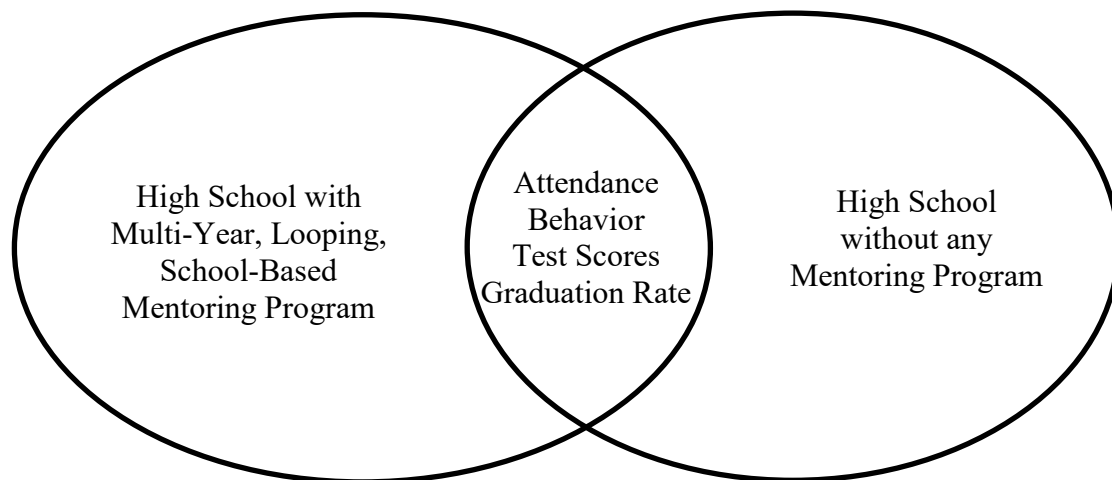 High School with
Multi-Year, Looping,
School-Based
Mentoring Program
Attendance
Behavior
Test Scores
Graduation Rate
High School
without any
Mentoring Program